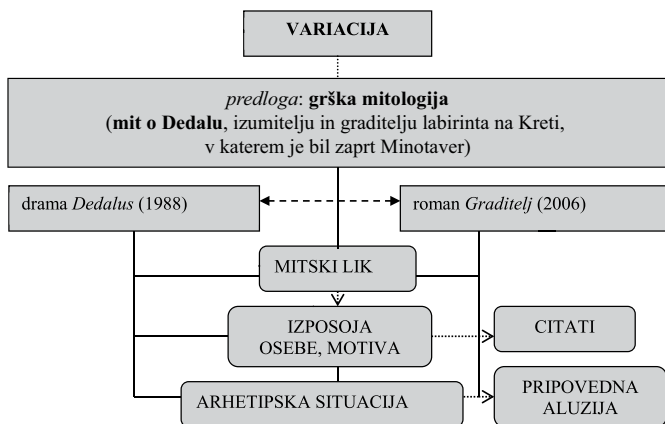 VARIACIJA
predloga: grška mitologija
(mit o Dedalu, izumitelju in graditelju labirinta na Kreti,
v katerem je bil zaprt Minotaver)
drama Dedalus (1988)
roman Graditelj (2006)
MITSKI LIK
IZPOSOJA
OSEBE, MOTIVA
CITATI
ARHETIPSKA SITUACIJA
PRIPOVEDNA
ALUZIJA